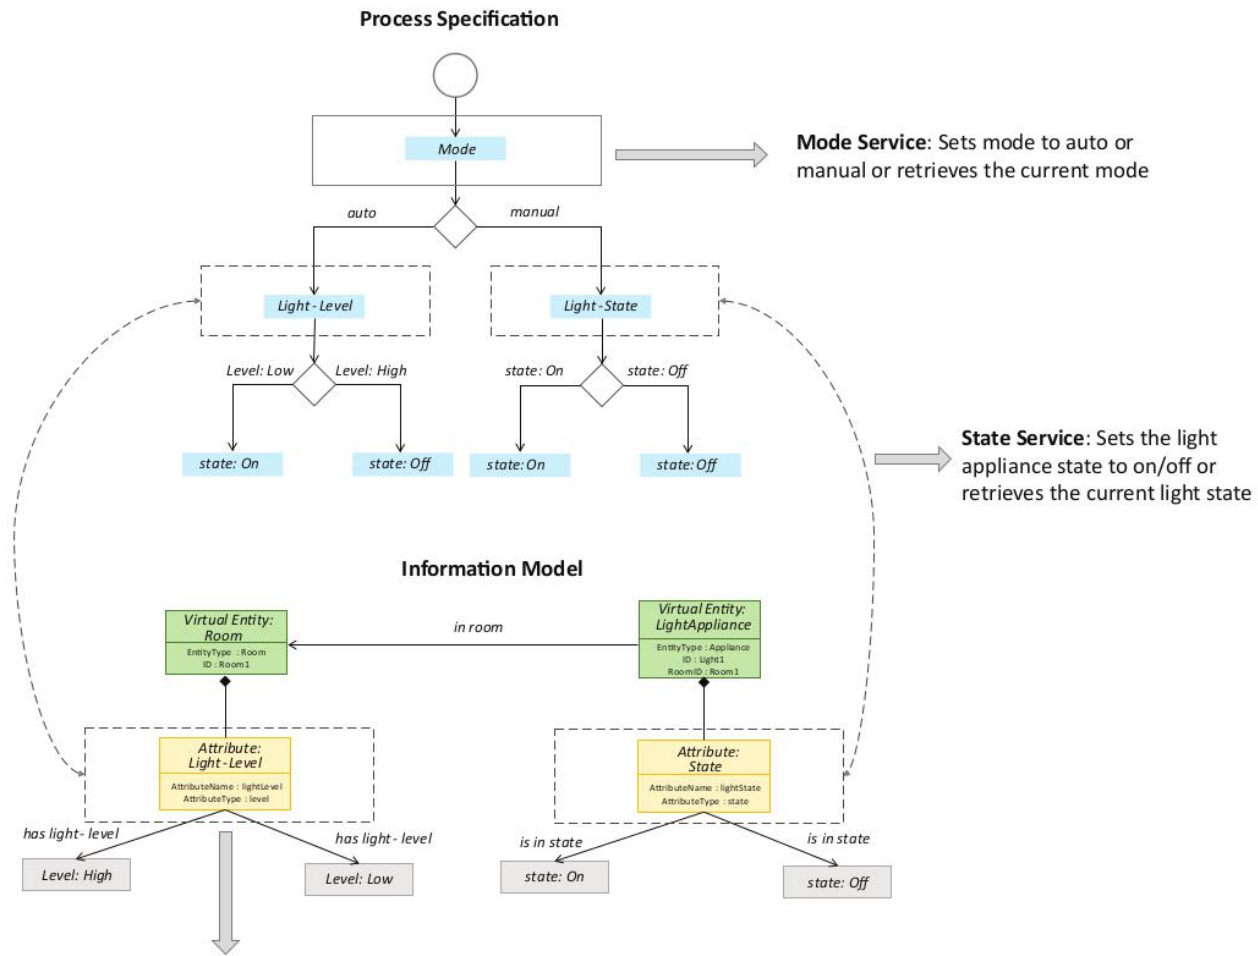 Process Specification
Mode
Mode Service: Sets mode to auto or
manual or retrieves the current mode
auto
manual
Light-Level
Light-State
Level: Low
Level: High
state: On
state: Off
state: On
state: Off
state: On
state: Off
State Service: Sets the light
appliance state to on/off or
retrieves the current light state
Information Model
Virtual Entity:
Room
EntityType : Room
ID : Room1
in room
Virtual Entity:
LightAppliance
EntityType : Appliance
ID : Light1
RoomID : Room1
Attribute:
Light-Level
AttributeName : lightLevel
AttributeType : level
Attribute:
State
AttributeName : lightState
AttributeType : state
has light- level
has light- level
is in state
is in state
Level: High
Level: Low
state: On
state: Off